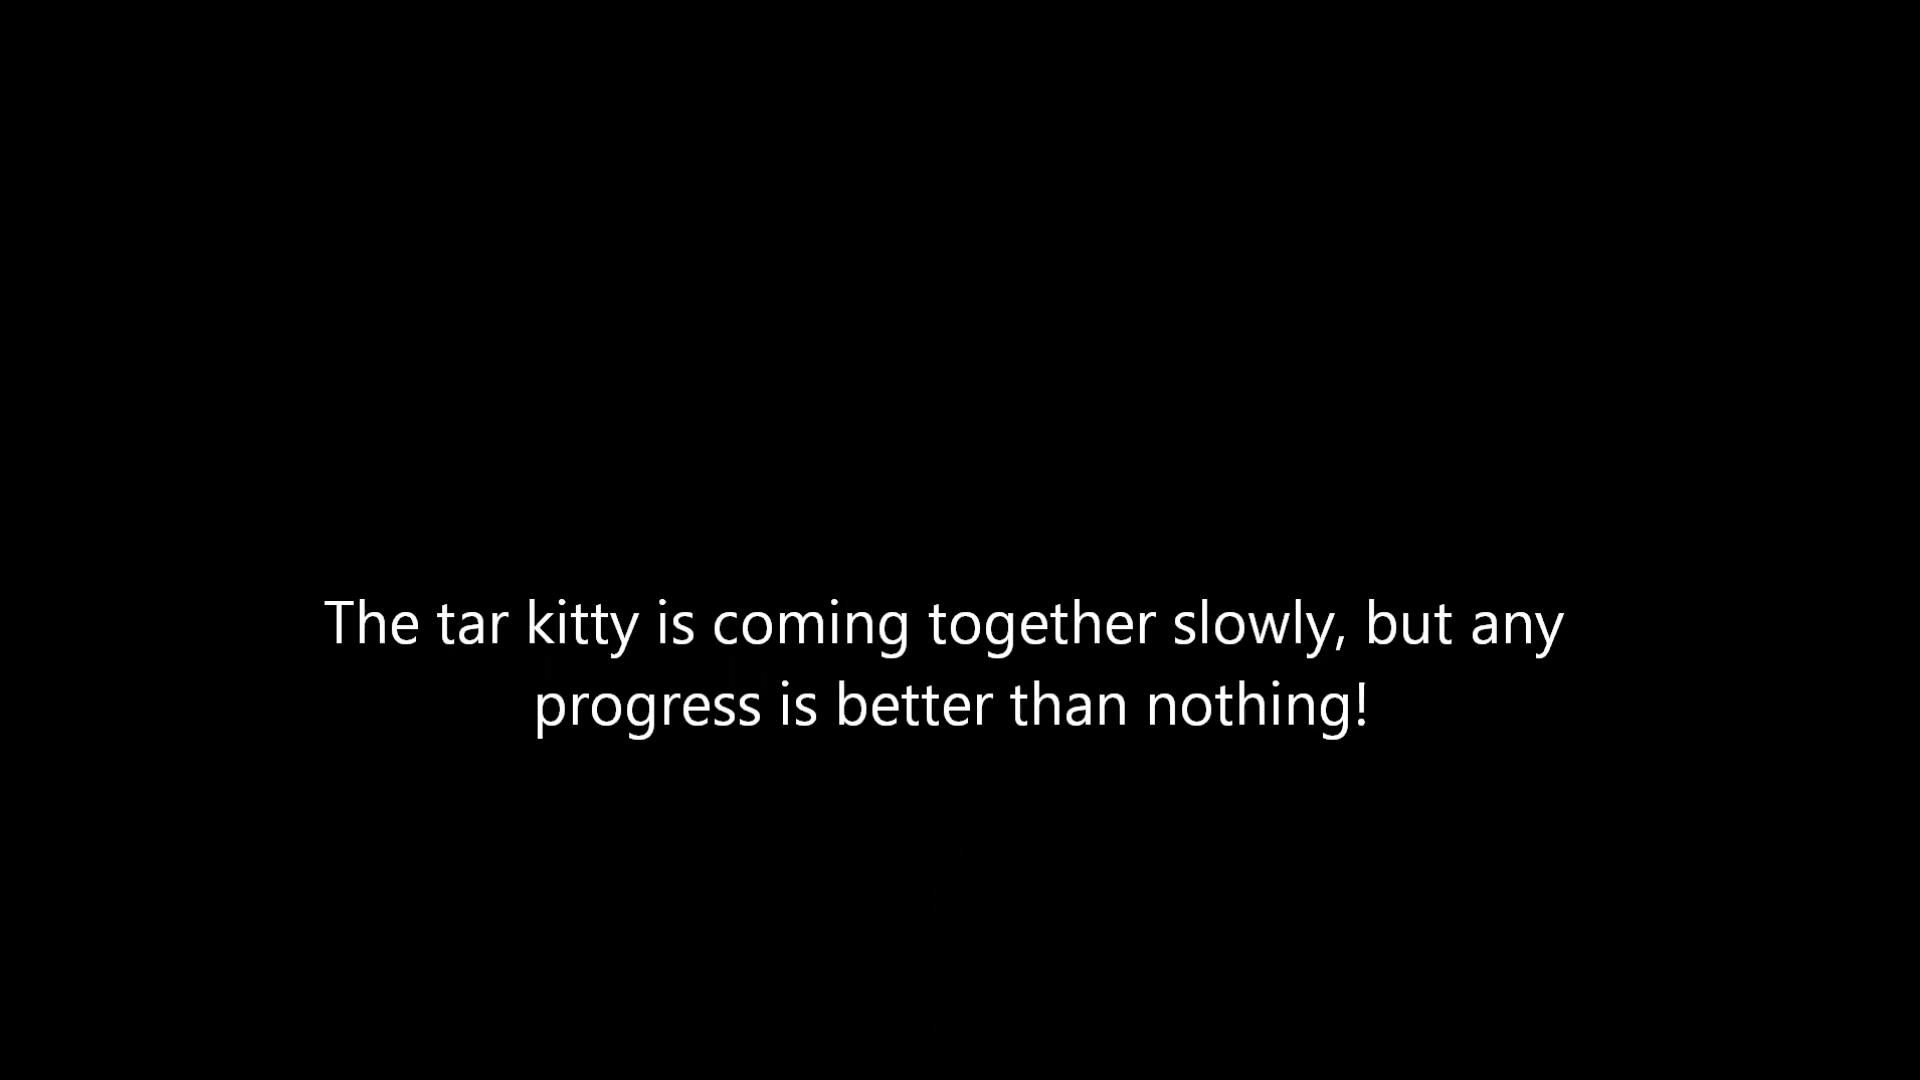 The tar kitty is coming together slowly, but any
progress is better than nothing!